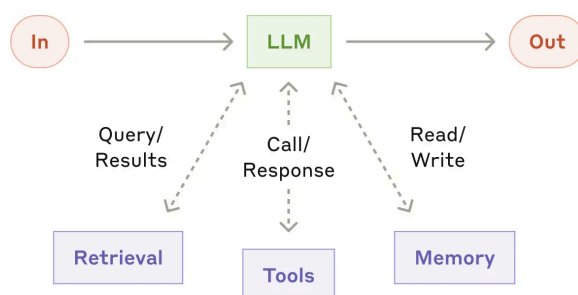 In
LLM
Out
Query/
Results
Call/
Response
Read/
Write
Retrieval
Tools
Memory